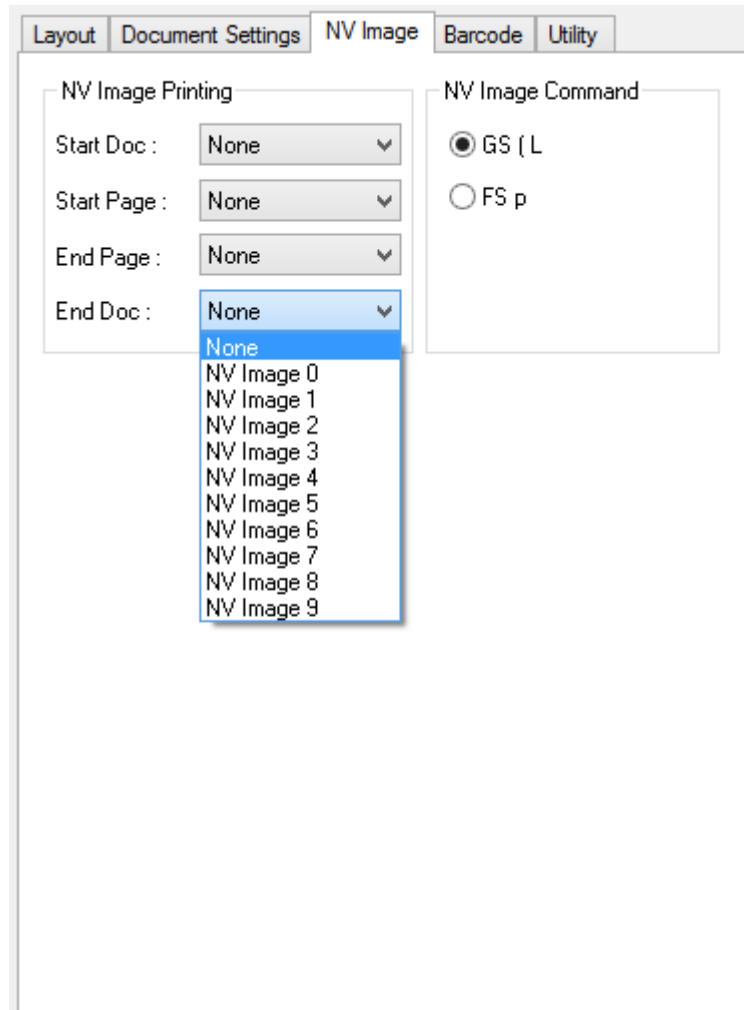 Layout Document Settings NV Image Barcode Utility
NV Image Printing
Start Doc : None
Start Page : None
End Page : None
End Doc : None
None
NV Image 0
NV Image 1
NV Image 2
NV Image 3
NV Image 4
NV Image 5
NV Image 6
NV Image 7
NV Image 8
NV Image 9
NV Image Command
GS ( L
FS p